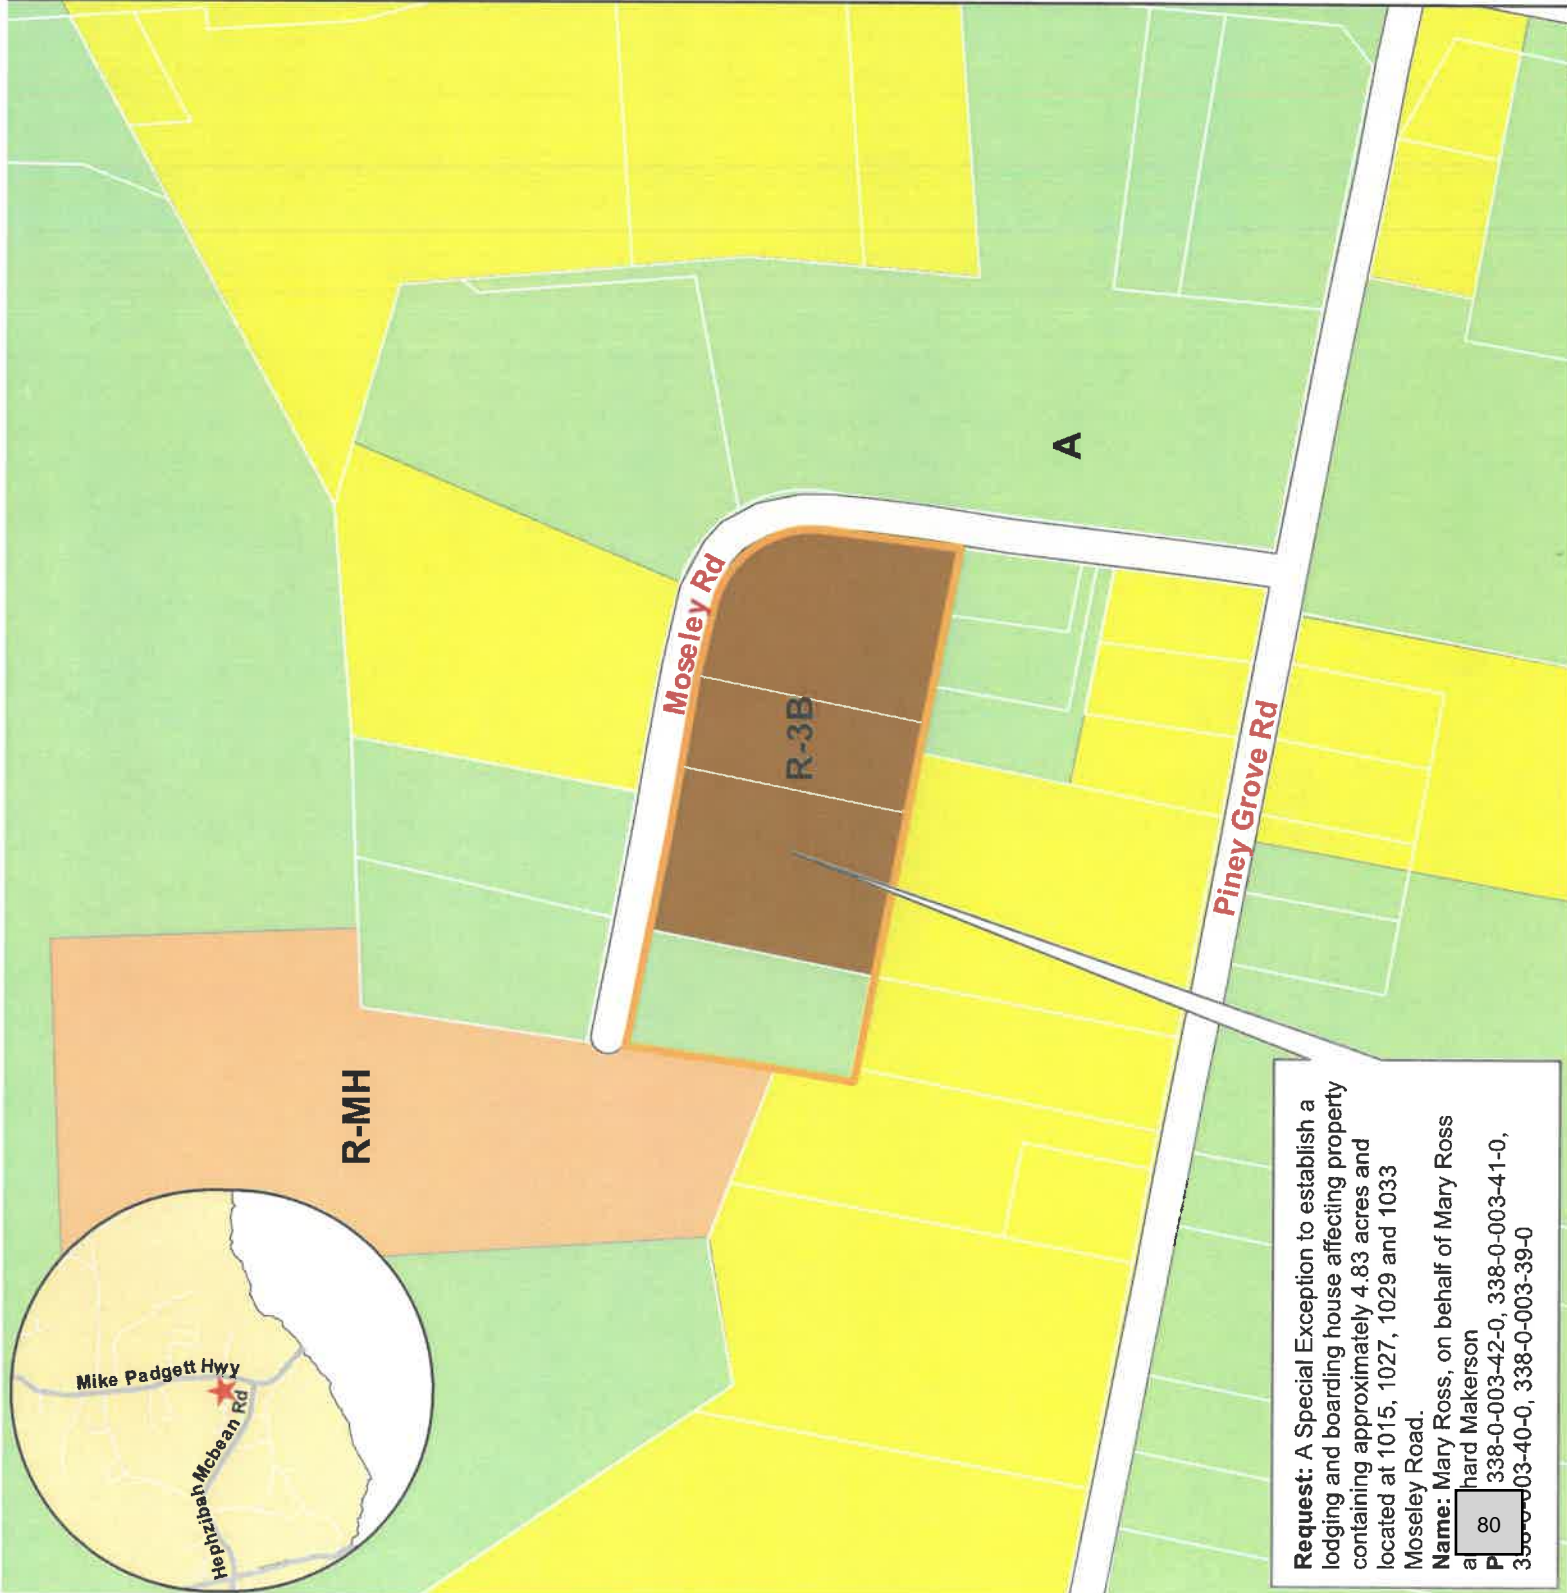 Mike Padgett Hwy
Hephzibah Mcbean Rd
R-MH
Moseley Rd
R-3B
A
Piney Grove Rd
Request: A Special Exception to establish a
lodging and boarding house affecting property
containing approximately 4.83 acres and
located at 1015, 1027, 1029 and 1033
Moseley Road.
Name: Mary Ross, on behalf of Mary Ross
a hard Makerson
P 338-0-003-42-0, 338-0-003-41-0,
003-40-0, 338-0-003-39-0
80